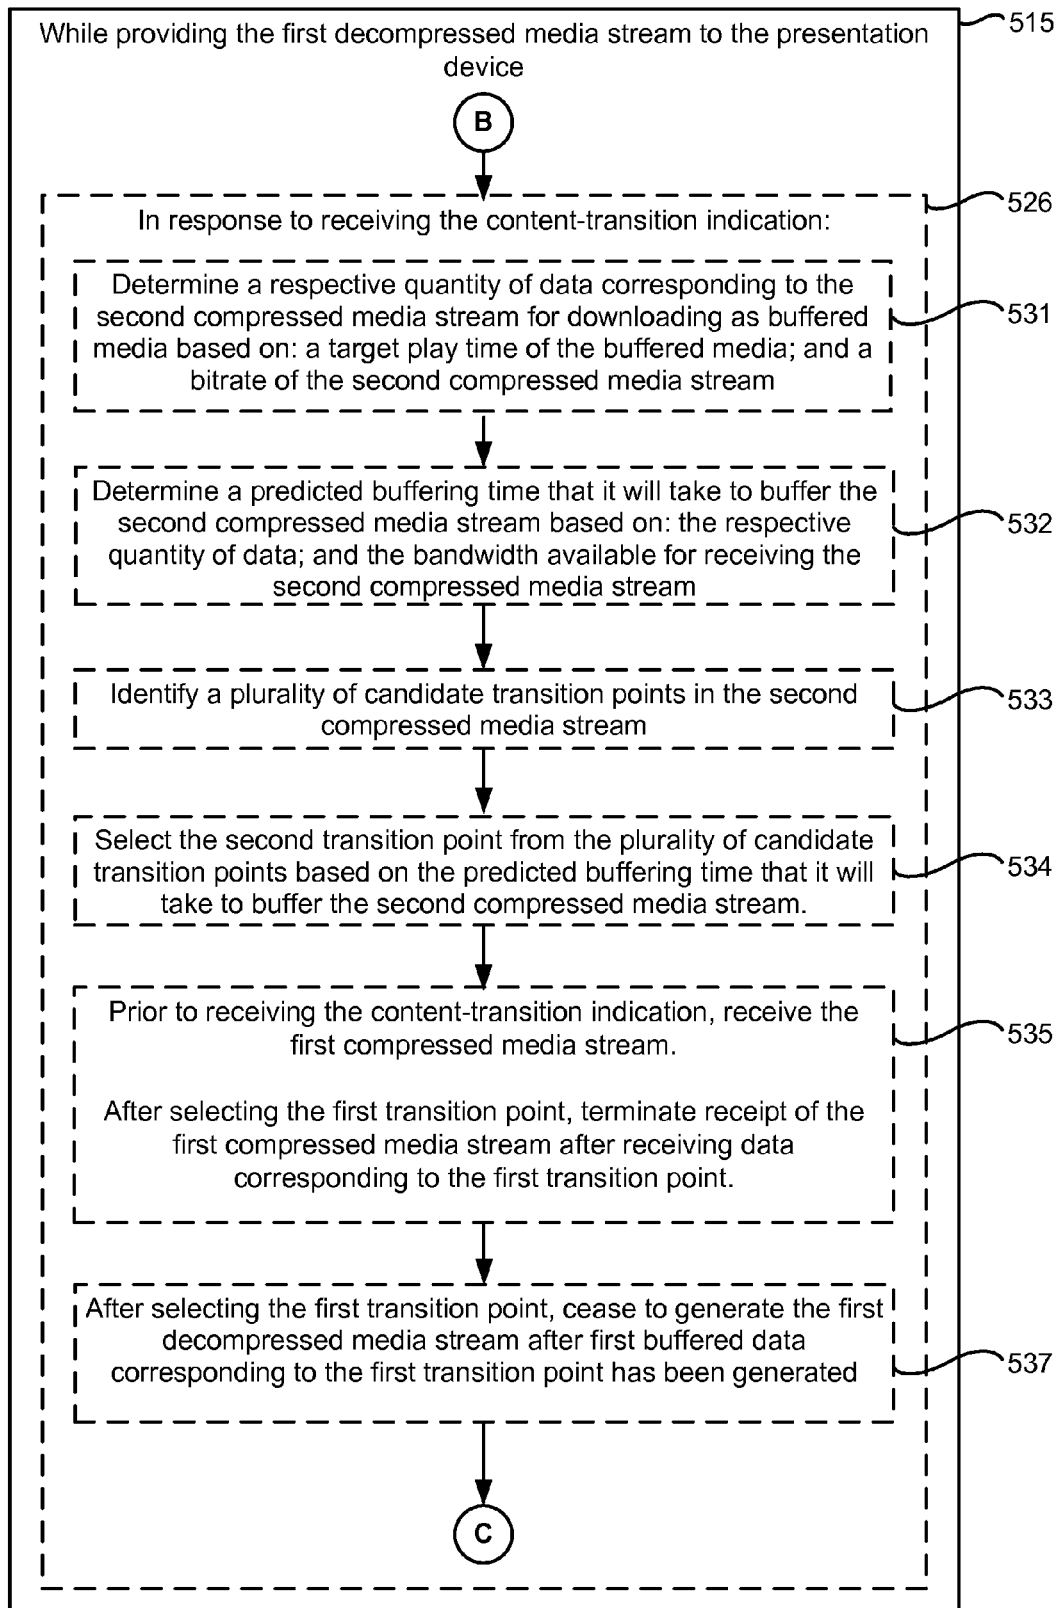 While providing the first decompressed media stream to the presentation
device
515
B
526
In response to receiving the content-transition indication:
Determine a respective quantity of data corresponding to the
second compressed media stream for downloading as buffered
media based on: a target play time of the buffered media; and a
bitrate of the second compressed media stream
531
Determine a predicted buffering time that it will take to buffer the
second compressed media stream based on: the respective
quantity of data; and the bandwidth available for receiving the
second compressed media stream
532
Identify a plurality of candidate transition points in the second
compressed media stream
533
Select the second transition point from the plurality of candidate
transition points based on the predicted buffering time that it will
take to buffer the second compressed media stream.
534
Prior to receiving the content-transition indication, receive the
first compressed media stream.
After selecting the first transition point, terminate receipt of the
first compressed media stream after receiving data
corresponding to the first transition point.
535
After selecting the first transition point, cease to generate the first
decompressed media stream after first buffered data
corresponding to the first transition point has been generated
537
C